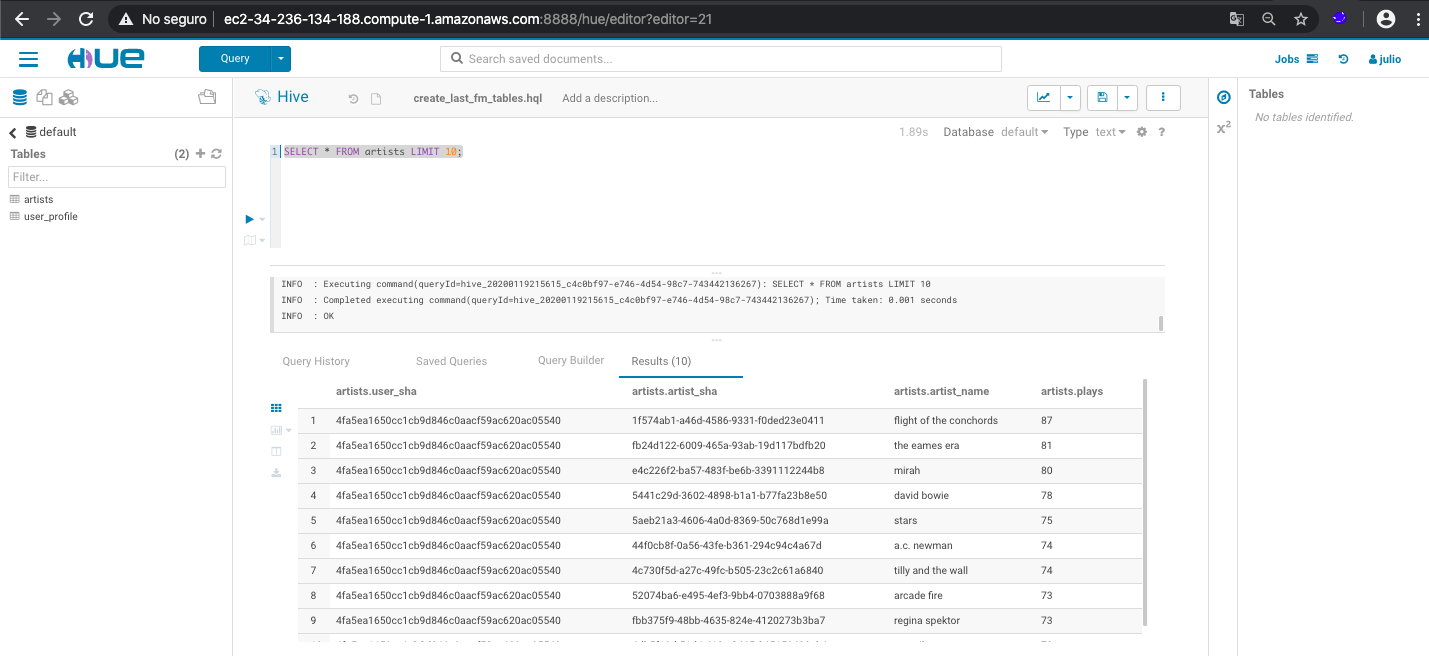 No seguro ec2-34-236-134-188.compute-1.amazonaws.com:8888/hue/editor?editor=21
HUE Query Search saved documents... Jobs julio
Hive create_last_fm_tables.hql Add a description... Tables
No tables identified.
default 1.89s Database default Type text ? x²
Tables (2)
Filter...
artists
user_profile
1 SELECT * FROM artists LIMIT 10;
INFO : Executing command(queryId=hive_20200119215615_c4c0bf97-e746-4d54-98c7-743442136267): SELECT * FROM artists LIMIT 10
INFO : Completed executing command(queryId=hive_20200119215615_c4c0bf97-e746-4d54-98c7-743442136267); Time taken: 0.001 seconds
INFO : OK
Query History Saved Queries Query Builder Results (10)
artists.user_sha artists.artist_sha artists.artist_name artists.plays
1 4fa5ea1650cc1cb9d846c0aacf59ac620ac05540 1f574ab1-a46d-4586-9331-f0ded23e0411 flight of the conchords 87
2 4fa5ea1650cc1cb9d846c0aacf59ac620ac05540 fb24d122-6009-465a-93ab-19d117bdfb20 the eames era 81
3 4fa5ea1650cc1cb9d846c0aacf59ac620ac05540 e4c226f2-ba57-483f-be6b-3391112244b8 mirah 80
4 4fa5ea1650cc1cb9d846c0aacf59ac620ac05540 5441c29d-3602-4898-b1a1-b77fa23b8e50 david bowie 78
5 4fa5ea1650cc1cb9d846c0aacf59ac620ac05540 5aeb21a3-4606-4a0d-8369-50c768d1e99a stars 75
6 4fa5ea1650cc1cb9d846c0aacf59ac620ac05540 44f0cb8f-0a56-43fe-b361-294c94c4a67d a.c. newman 74
7 4fa5ea1650cc1cb9d846c0aacf59ac620ac05540 4c730f5d-a27c-49fc-b505-23c2c61a6840 tilly and the wall 74
8 4fa5ea1650cc1cb9d846c0aacf59ac620ac05540 52074ba6-e495-4ef3-9bb4-0703888a9f68 arcade fire 73
9 4fa5ea1650cc1cb9d846c0aacf59ac620ac05540 fbb375f9-48bb-4635-824e-4120273b3ba7 regina spektor 73